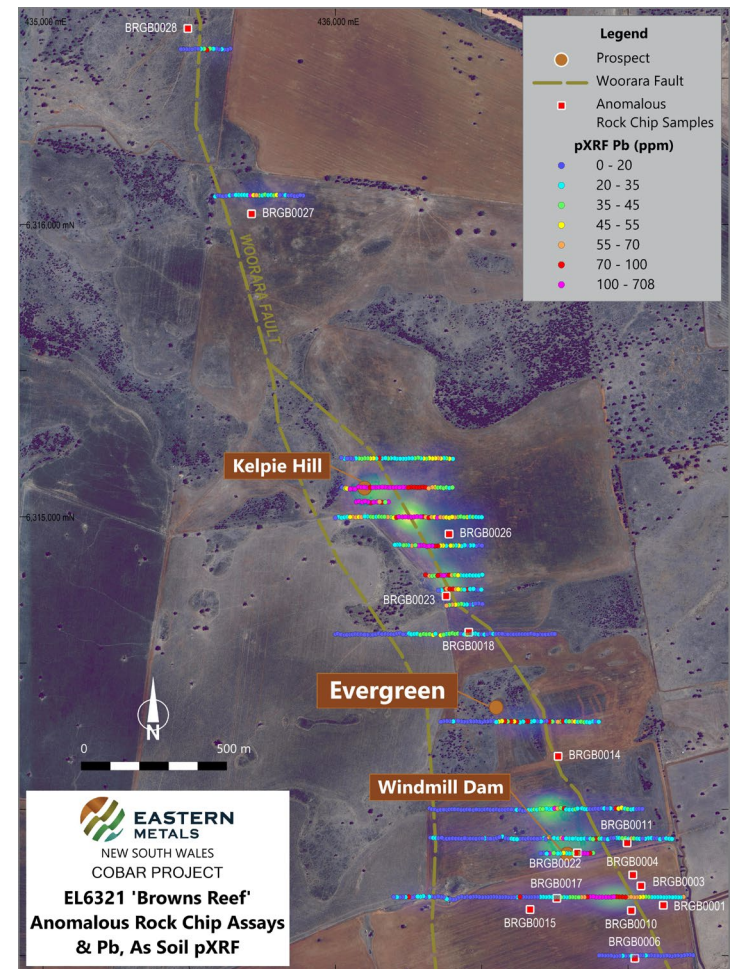 435,000 mE
436,000 mE
BRGB0028
Legend
Prospect
Woorara Fault
Anomalous
Rock Chip Samples
pXRF Pb (ppm)
0 - 20
20 - 35
35 - 45
45 - 55
55 - 70
70 - 100
100 - 708
BRGB0027
6,316,000 mN
WOORARA FAULT
Kelpie Hill
6,315,000 mN
BRGB0026
BRGB0023
BRGB0018
Evergreen
N
0 500 m
BRGB0014
Windmill Dam
BRGB0011
BRGB0022
BRGB0004
BRGB0017
BRGB0003
BRGB0001
BRGB0015
BRGB0010
BRGB0006
EASTERN
METALS
NEW SOUTH WALES
COBAR PROJECT
EL6321 'Browns Reef'
Anomalous Rock Chip Assays
& Pb, As Soil pXRF